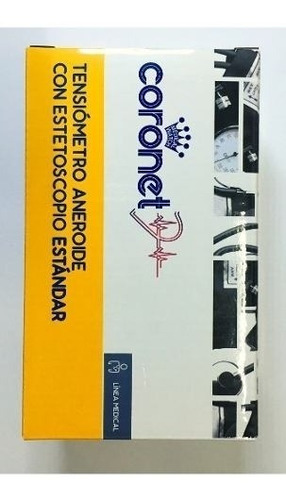 coronet
TENSIÓMETRO ANEROIDE
CON ESTETOSCOPIO ESTÁNDAR
LÍNEA MEDICAL